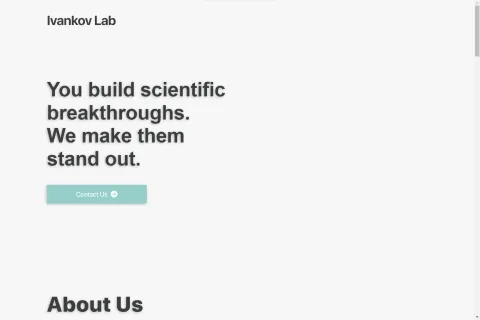 Ivankov Lab
You build scientific
breakthroughs.
We make them
stand out.
Contact Us
About Us